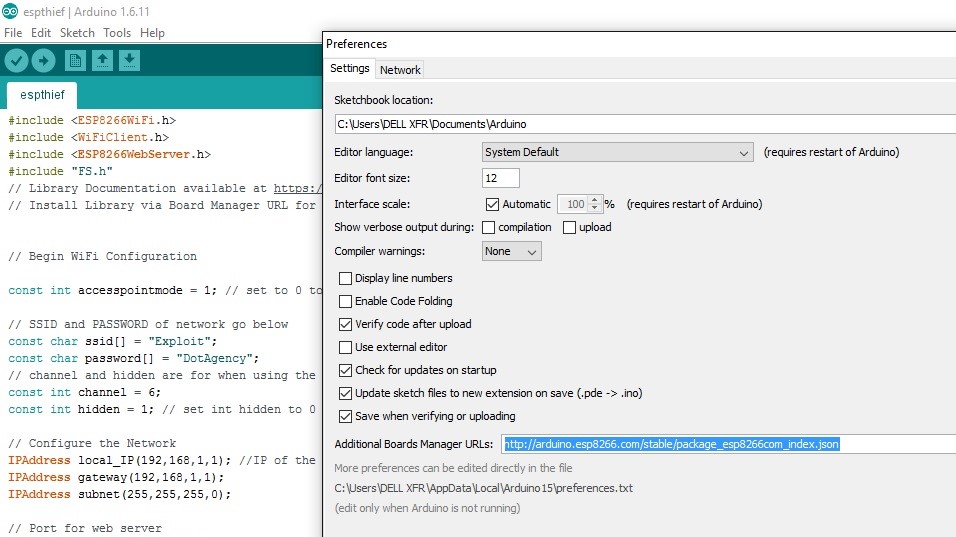 espthief | Arduino 1.6.11
File Edit Sketch Tools Help
espthief
#include <ESP8266WiFi.h>
#include <WiFiClient.h>
#include <ESP8266WebServer.h>
#include "FS.h"
// Library Documentation available at https:/
// Install Library via Board Manager URL for
// Begin WiFi Configuration
const int accesspointmode = 1; // set to 0 to
// SSID and PASSWORD of network go below
const char ssid[] = "Exploit";
const char password[] = "DotAgency";
// channel and hidden are for when using the
const int channel = 6;
const int hidden = 1; // set int hidden to 0
// Configure the Network
IPAddress local_IP(192,168,1,1); //IP of the
IPAddress gateway(192,168,1,1);
IPAddress subnet(255,255,255,0);
// Port for web server
Preferences
Settings Network
Sketchbook location:
C:\Users\DELL XFR\Documents\Arduino
Editor language: System Default (requires restart of Arduino)
Editor font size: 12
Interface scale: Automatic 100 % (requires restart of Arduino)
Show verbose output during: compilation upload
Compiler warnings: None
Display line numbers
Enable Code Folding
Verify code after upload
Use external editor
Check for updates on startup
Update sketch files to new extension on save (.pde -> .ino)
Save when verifying or uploading
Additional Boards Manager URLs: http://arduino.esp8266.com/stable/package_esp8266com_index.json
More preferences can be edited directly in the file
C:\Users\DELL XFR\AppData\Local\Arduino15\preferences.txt
(edit only when Arduino is not running)